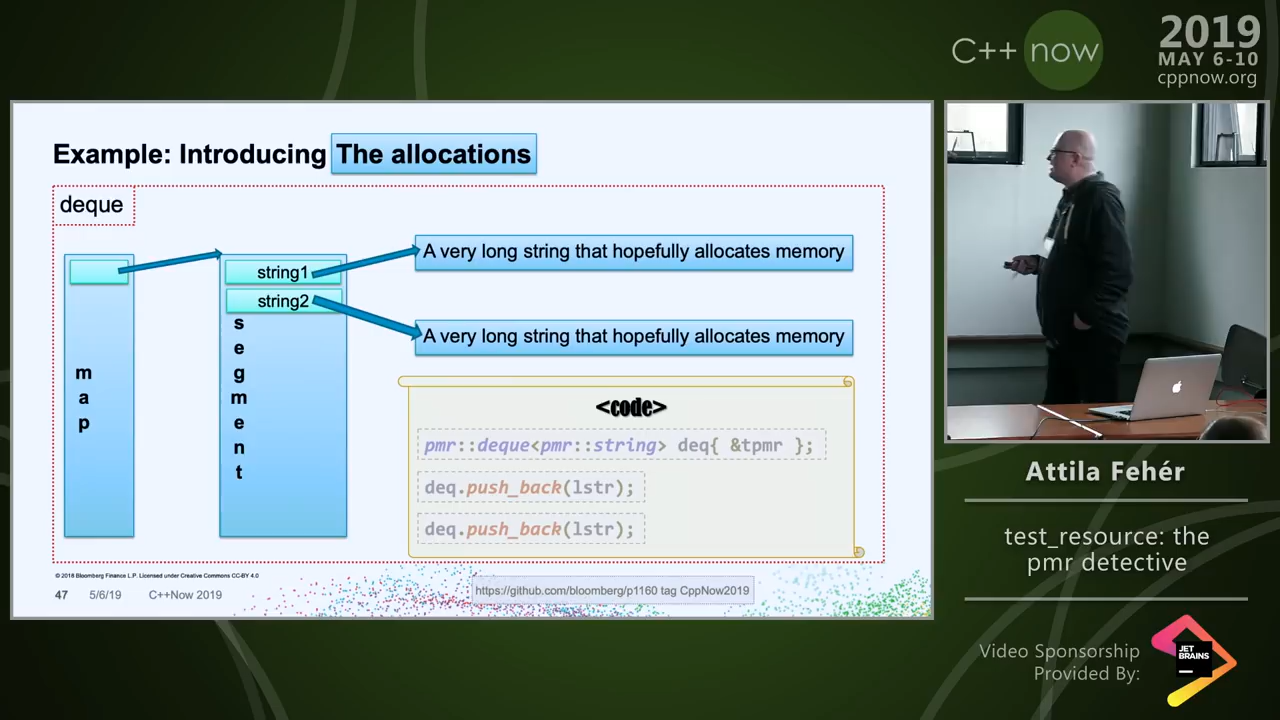 C++ now
2019
MAY 6-10
cppnow.org
Example: Introducing The allocations
deque
map
string1
string2
segment
A very long string that hopefully allocates memory
A very long string that hopefully allocates memory
<code>
pmr::deque<pmr::string> deq{ &tpmr };
deq.push_back(lstr);
deq.push_back(lstr);
© 2018 Bloomberg Finance L.P. Licensed under Creative Commons CC-BY 4.0
47 5/6/19 C++Now 2019
https://github.com/bloomberg/p1160 tag CppNow2019
Attila Fehér
test_resource: the
pmr detective
Video Sponsorship
Provided By:
JET
BRAINS